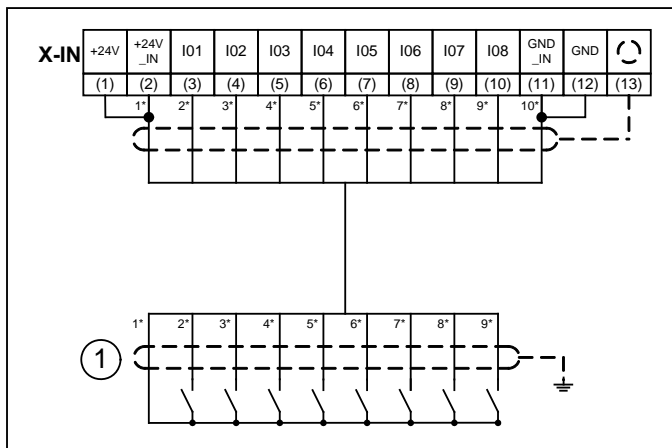 X-IN +24V +24V _IN I01 I02 I03 I04 I05 I06 I07 I08 GND _IN GND
(1) (2) (3) (4) (5) (6) (7) (8) (9) (10) (11) (12) (13)
1* 2* 3* 4* 5* 6* 7* 8* 9* 10*
1* 2* 3* 4* 5* 6* 7* 8* 9*
1